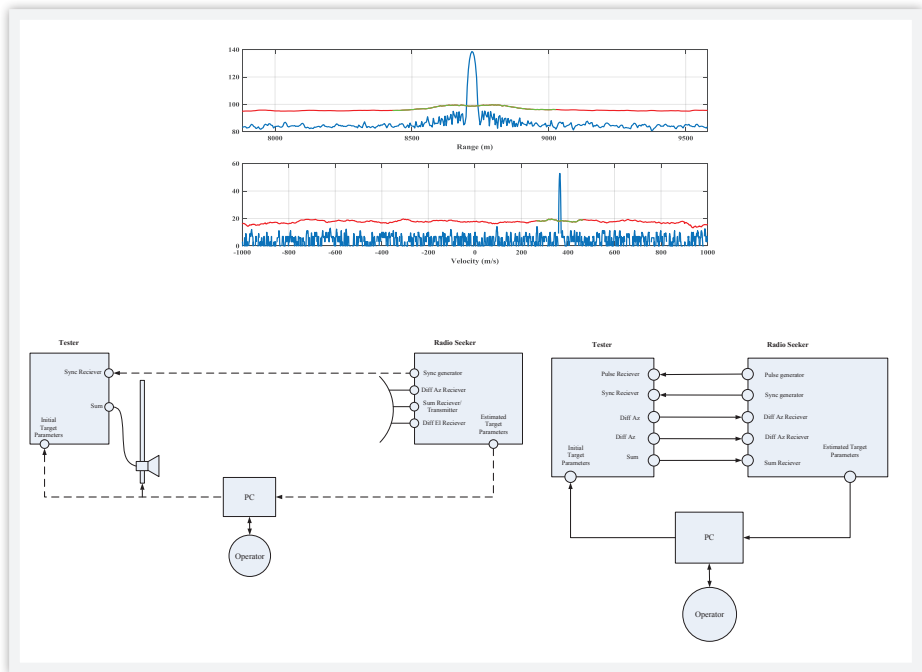 140
120
100
80
8000 8500 9000 9500
Range (m)
60
40
20
0
-1000 -800 -600 -400 -200 0 200 400 600 800 1000
Velocity (m/s)
Tester
Sync Reciever
Sum
Initial
Target
Parameters
Radio Seeker
Sync generator
Diff Az Reciever
Sum Reciever/
Transmitter
Diff El Reciever
Estimated
Target
Parameters
PC
Operator
Tester
Pulse Reciever
Sync Reciever
Diff Az
Diff Az
Sum
Initial
Target
Parameters
Radio Seeker
Pulse generator
Sync generator
Diff Az Reciever
Diff Az Reciever
Sum Reciever
Estimated Target
Parameters
PC
Operator